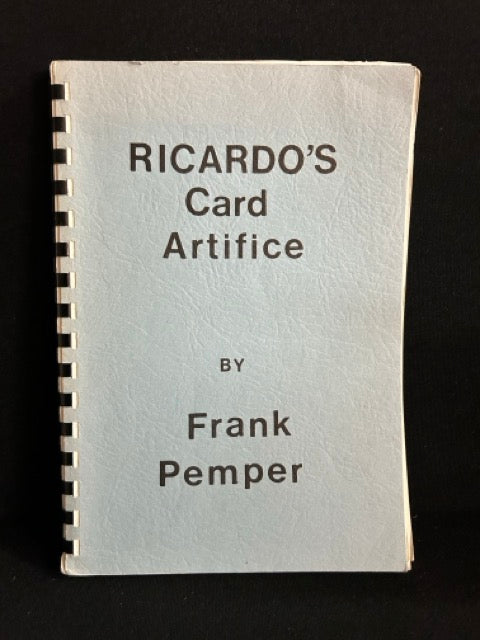 RICARDO'S
Card
Artifice
BY
Frank
Pemper